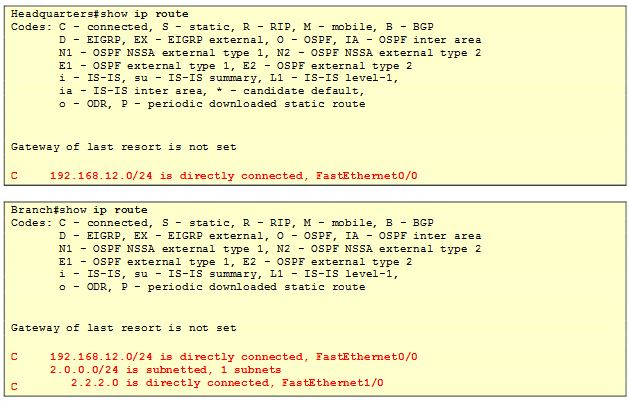 Headquarters#show ip route
Codes: C - connected, S - static, R - RIP, M - mobile, B - BGP
D - EIGRP, EX - EIGRP external, O - OSPF, IA - OSPF inter area
N1 - OSPF NSSA external type 1, N2 - OSPF NSSA external type 2
E1 - OSPF external type 1, E2 - OSPF external type 2
i - IS-IS, su - IS-IS summary, L1 - IS-IS level-1,
ia - IS-IS inter area, * - candidate default,
o - ODR, P - periodic downloaded static route
Gateway of last resort is not set
C 192.168.12.0/24 is directly connected, FastEthernet0/0
Branch#show ip route
Codes: C - connected, S - static, R - RIP, M - mobile, B - BGP
D - EIGRP, EX - EIGRP external, O - OSPF, IA - OSPF inter area
N1 - OSPF NSSA external type 1, N2 - OSPF NSSA external type 2
E1 - OSPF external type 1, E2 - OSPF external type 2
i - IS-IS, su - IS-IS summary, L1 - IS-IS level-1,
o - ODR, P - periodic downloaded static route
Gateway of last resort is not set
C 192.168.12.0/24 is directly connected, FastEthernet0/0
2.0.0.0/24 is subnetted, 1 subnets
C 2.2.2.0 is directly connected, FastEthernet1/0